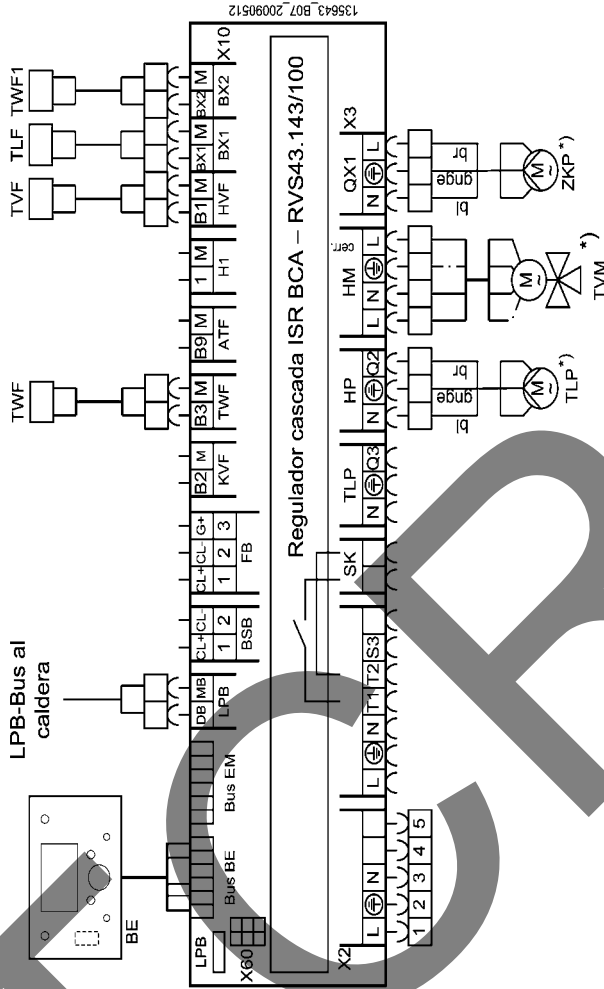 135643_B07_20090512
TWF1
TLF
TVF
TWF
LPB-Bus al
caldera
BE
X10
BX2 M
BX2
BX1 M
BX1
B1 M
HVF
1 M
H1
B9 M
ATF
B3 M
TWF
B2 M
KVF
CL+ CL- G+
1 2 3
FB
CL+ CL-
1 2
BSB
DB MB
LPB
Bus EM
Bus BE
LPB
X60
Regulador cascada ISR BCA – RVS43.143/100
X2
L N
1 2 3 4 5
L N T1 T2 S3
SK
TLP
N Q3
HP
N Q2
HM
cerr.
L N L
QX1
N L
X3
bl
gnge
br
TLP *)
M
~
TVM *)
M
~
bl
gnge
br
ZKP *)
M
~
CR